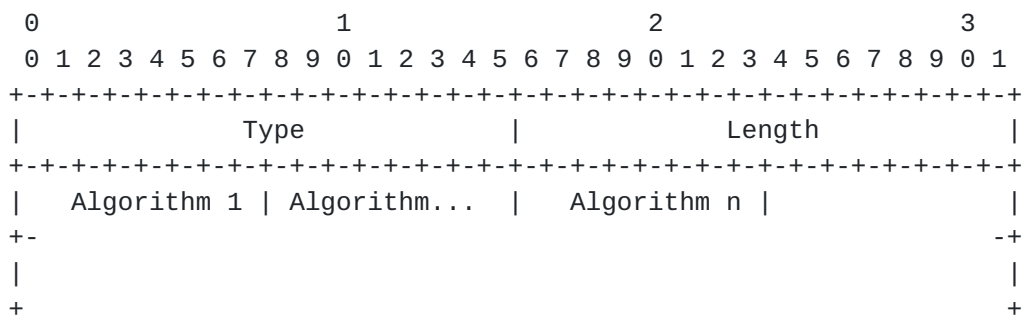 0                   1                   2                   3
 0 1 2 3 4 5 6 7 8 9 0 1 2 3 4 5 6 7 8 9 0 1 2 3 4 5 6 7 8 9 0 1
+-+-+-+-+-+-+-+-+-+-+-+-+-+-+-+-+-+-+-+-+-+-+-+-+-+-+-+-+-+-+-+-+
|              Type             |             Length            |
+-+-+-+-+-+-+-+-+-+-+-+-+-+-+-+-+-+-+-+-+-+-+-+-+-+-+-+-+-+-+-+-+
|   Algorithm 1 | Algorithm...  |   Algorithm n |               |
+-                                                             -+
|                                                               |
+                                                               +